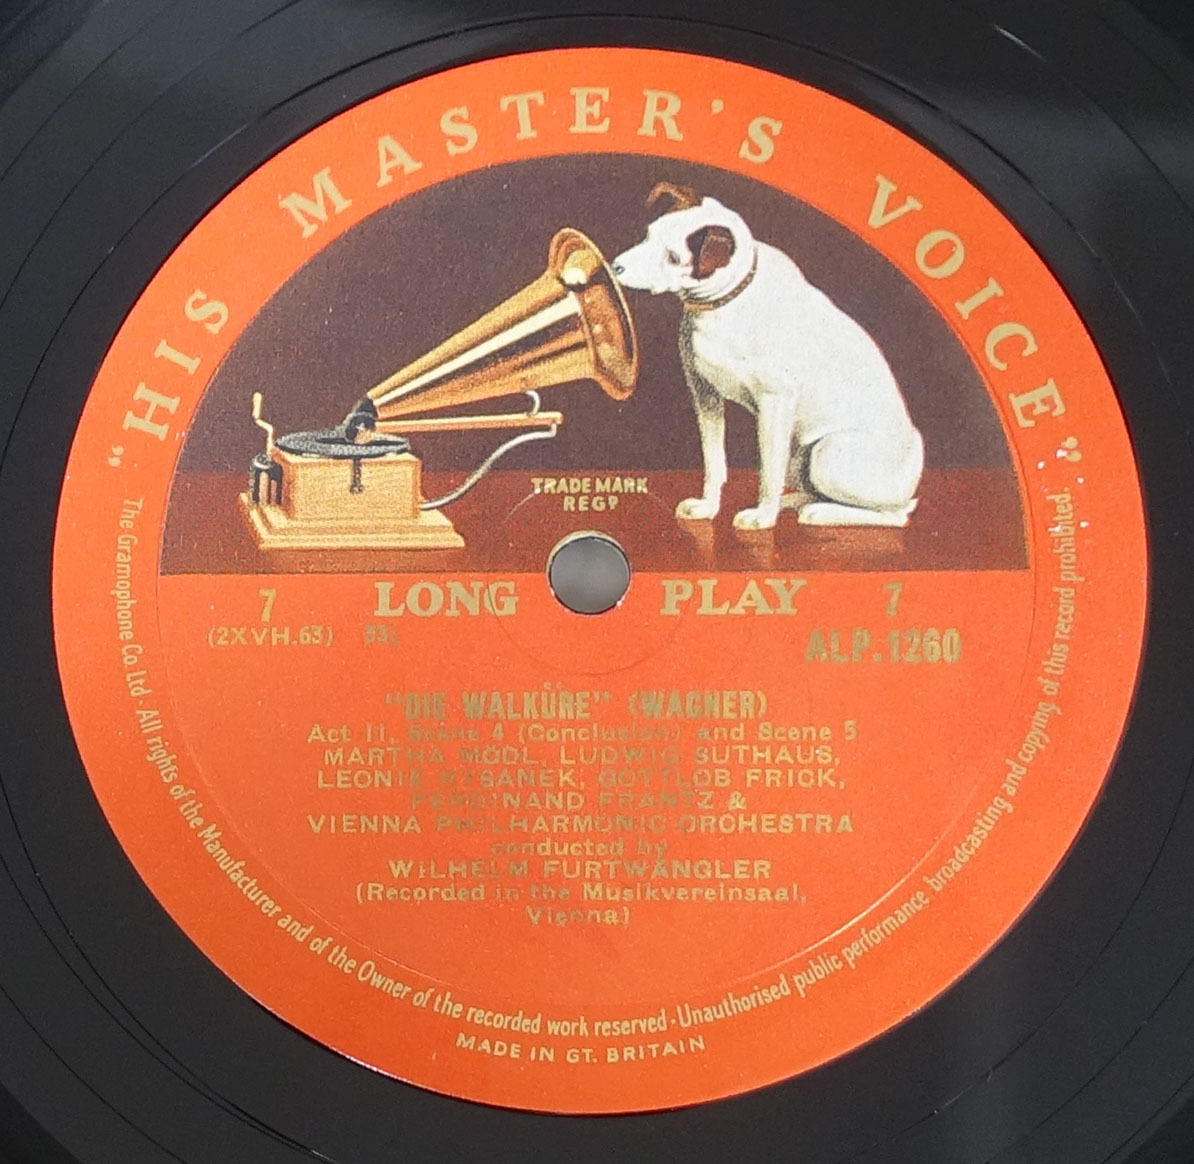 "HIS MASTER'S VOICE"
TRADE MARK
REGD
7 LONG PLAY 7
(2XVH.63) 33⅓ ALP.1260
"DIE WALKÜRE" (WAGNER)
Act II, Scene 4 (Conclusion) and Scene 5
MARTHA MÖDL, LUDWIG SUTHAUS,
LEONIE RYSANEK, GOTTLOB FRICK,
FERDINAND FRANTZ &
VIENNA PHILHARMONIC ORCHESTRA
conducted by
WILHELM FURTWÄNGLER
(Recorded in the Musikvereinsaal,
Vienna)
The Gramophone Co. Ltd · All rights of the Manufacturer and of the Owner of the recorded work reserved · Unauthorised public performance, broadcasting and copying of this record prohibited.
MADE IN GT. BRITAIN